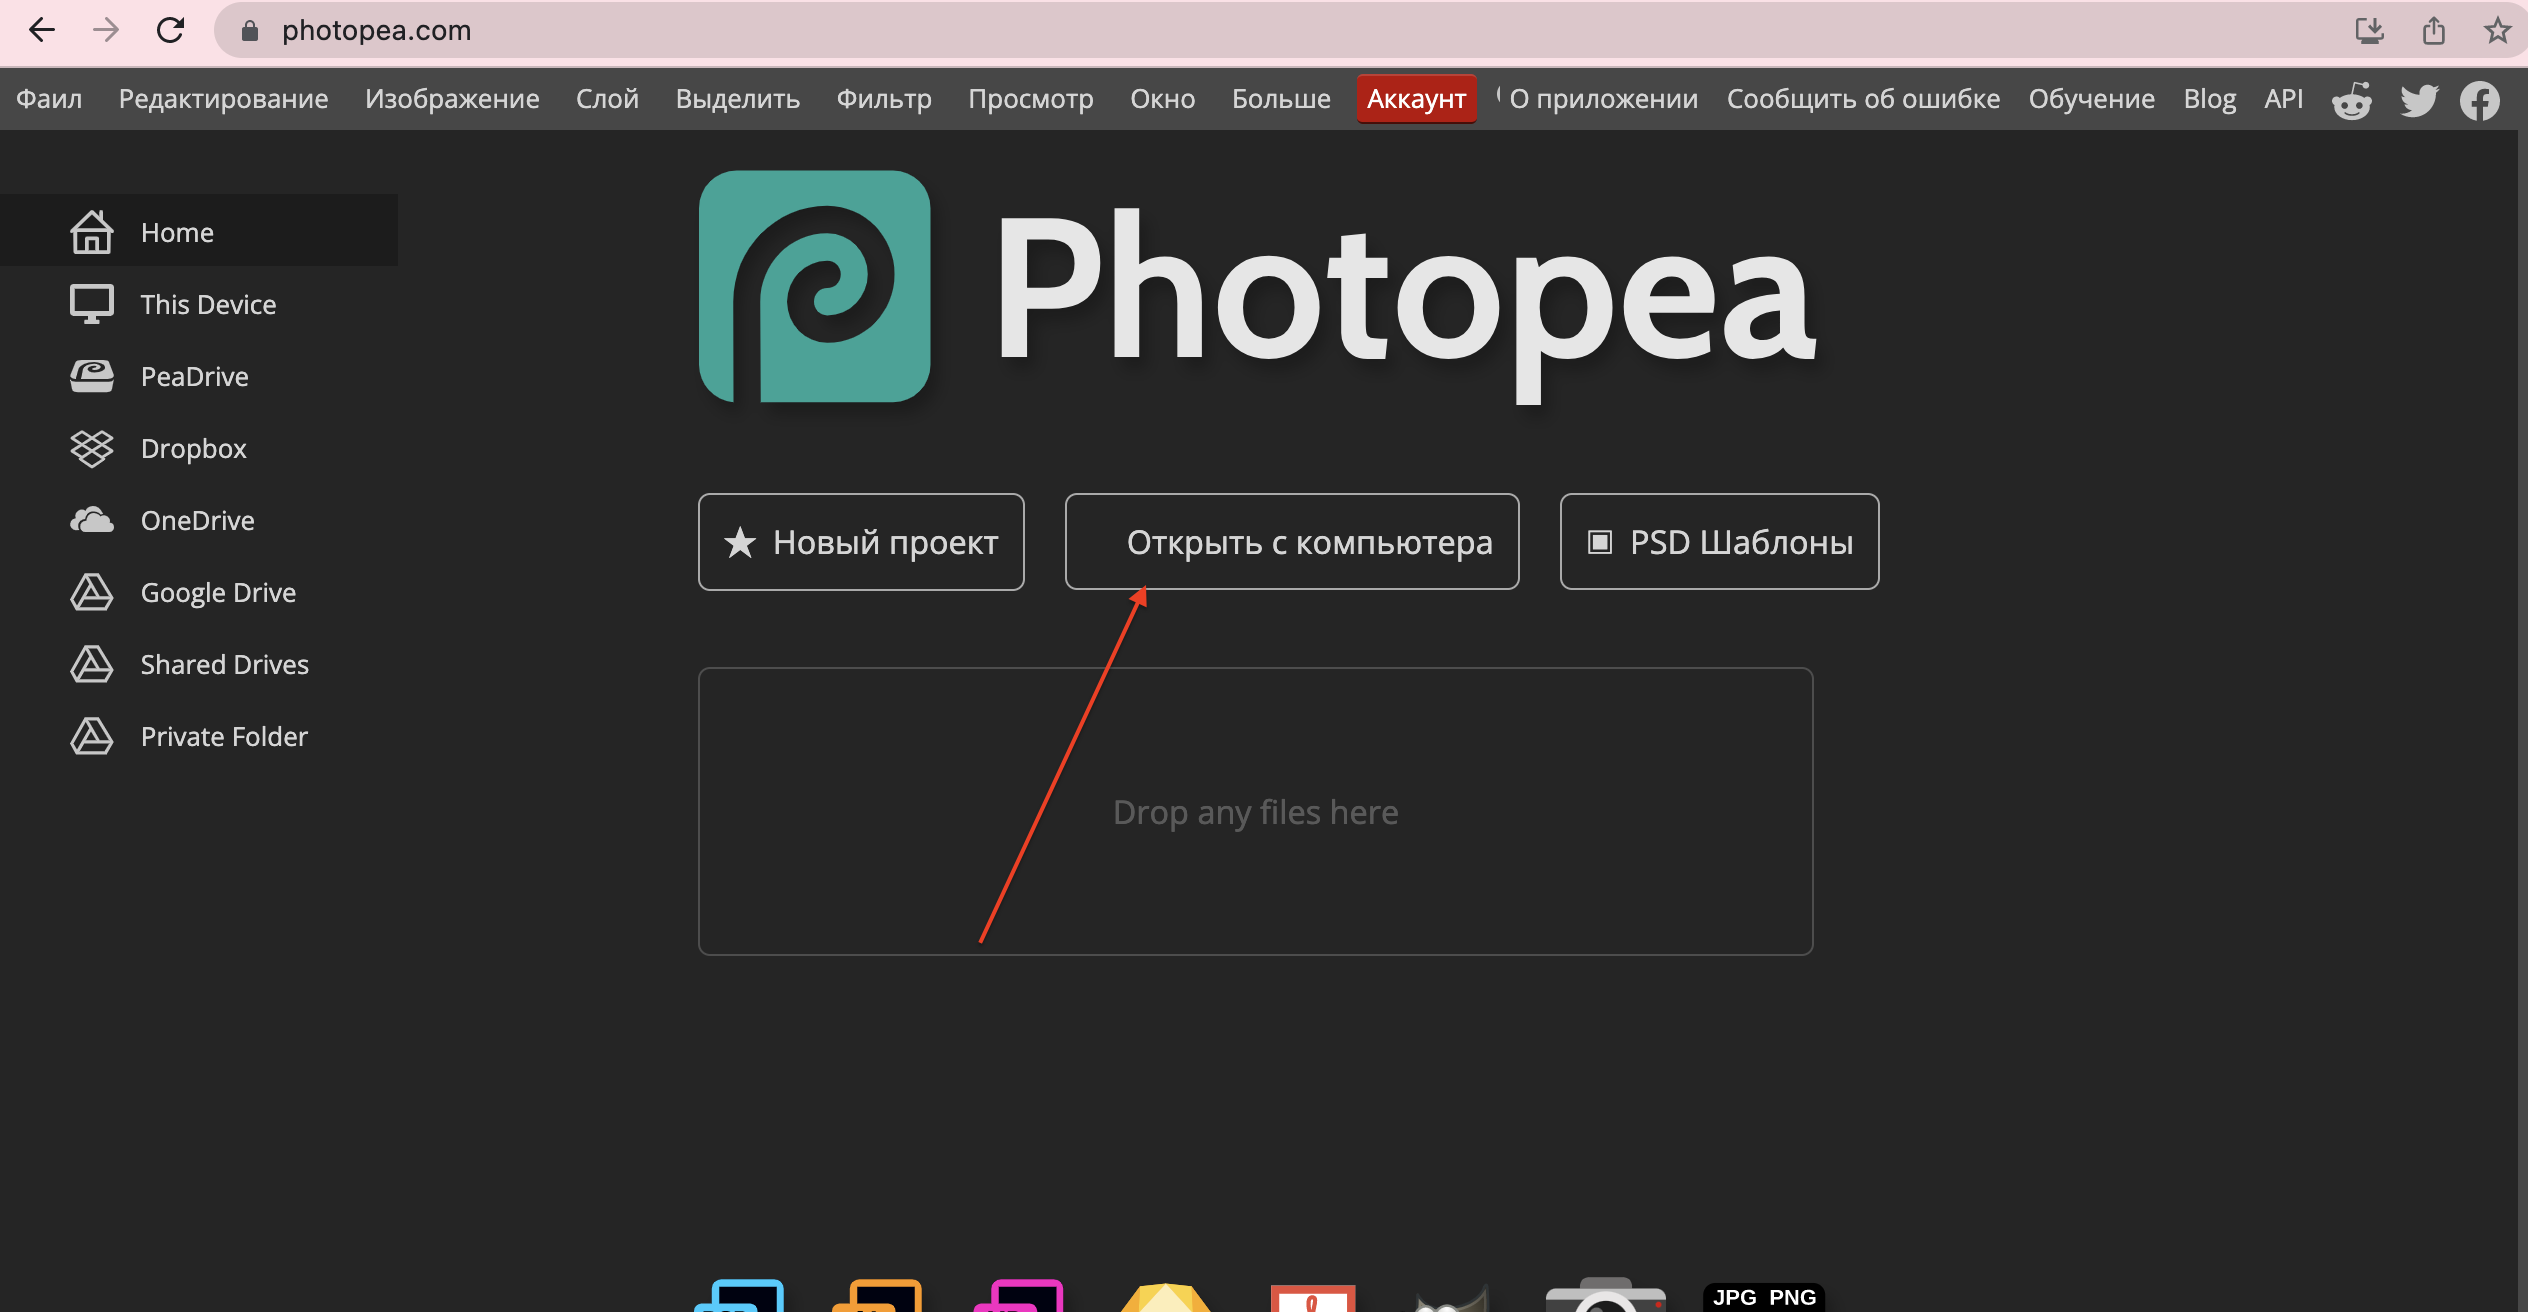 photopea.com
Фаил Редактирование Изображение Слой Выделить Фильтр Просмотр Окно Больше Аккаунт О приложении Сообщить об ошибке Обучение Blog API
Home
This Device
PeaDrive
Dropbox
OneDrive
Google Drive
Shared Drives
Private Folder
Photopea
Новый проект
Открыть с компьютера
PSD Шаблоны
Drop any files here
JPG PNG